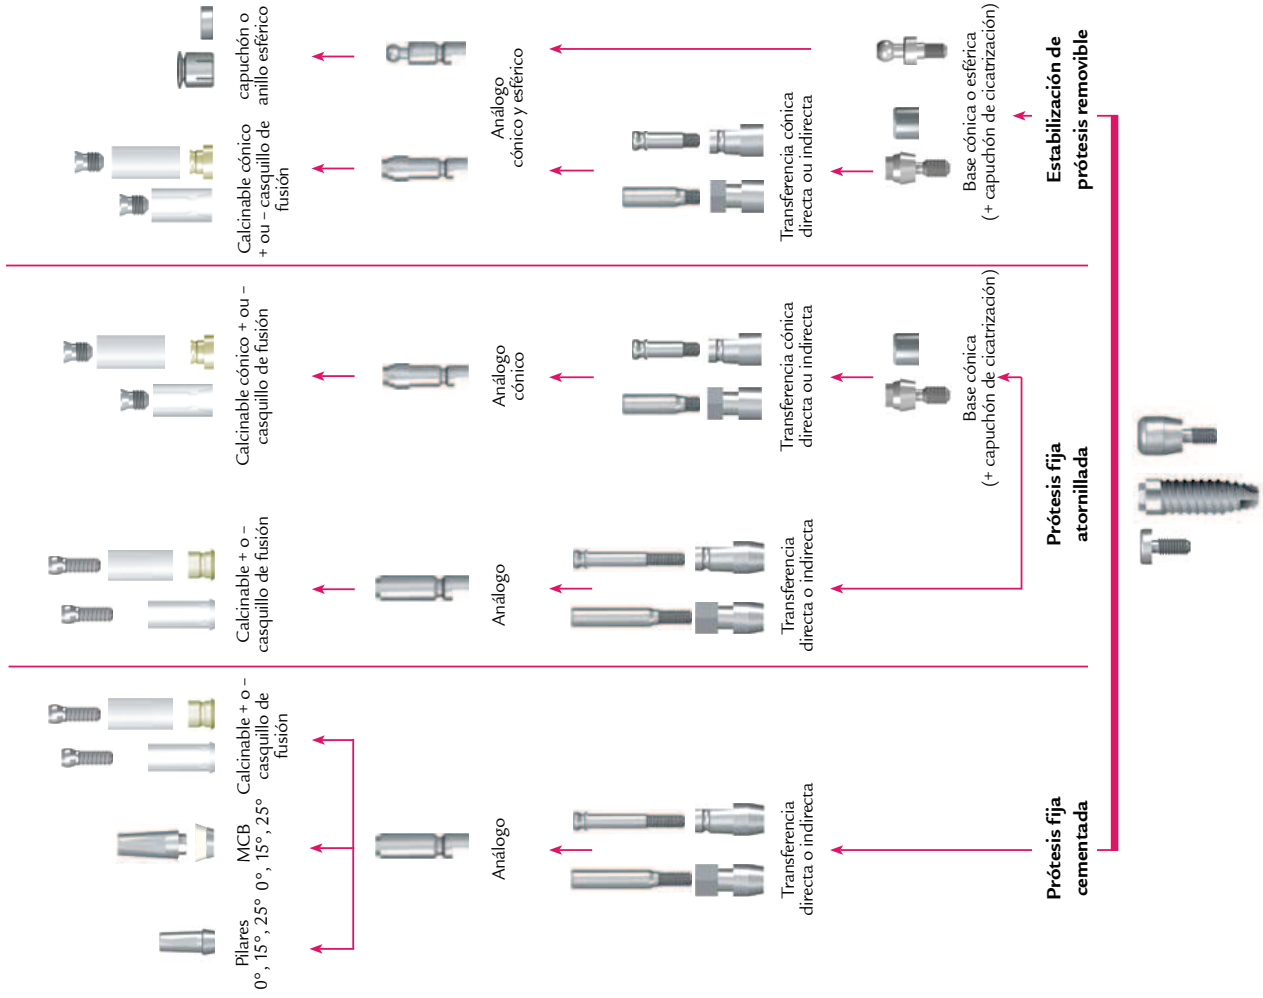 Prótesis fija
cementada
Transferencia
directa o indirecta
Análogo
Pilares
0°, 15°, 25°
MCB
0°, 15°, 25°
Calcinable + o –
casquillo de
fusión
Prótesis fija
atornillada
Transferencia
directa o indirecta
Análogo
Calcinable + o –
casquillo de fusión
Base cónica
(+ capuchón de cicatrización)
Transferencia cónica
directa ou indirecta
Análogo
cónico
Calcinable cónico + ou –
casquillo de fusión
Estabilización de
prótesis removible
Base cónica o esférica
(+ capuchón de cicatrización)
Transferencia cónica
directa ou indirecta
Análogo
cónico y esférico
Calcinable cónico
+ ou – casquillo de
fusión
capuchón o
anillo esférico